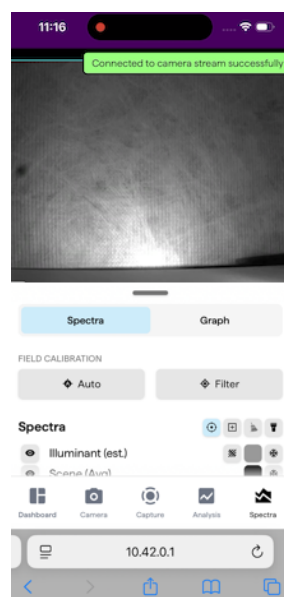 11:16
Connected to camera stream successfully
Spectra Graph
FIELD CALIBRATION
Auto Filter
Spectra
Illuminant (est.)
Scene (Avg)
Dashboard Camera Capture Analysis Spectra
10.42.0.1